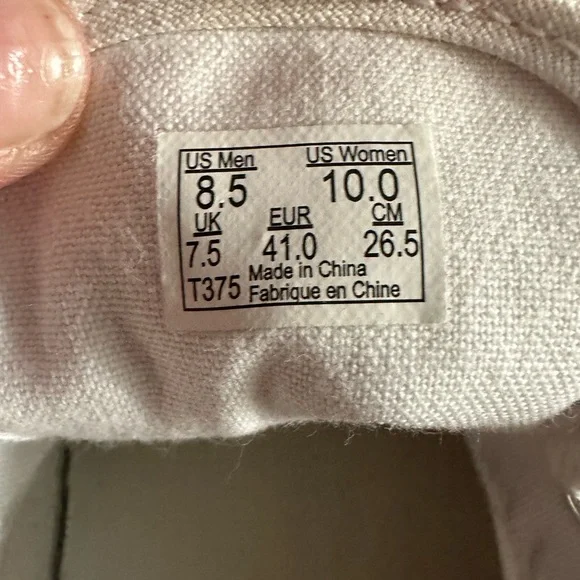 US Men US Women
8.5 10.0
UK EUR CM
7.5 41.0 26.5
T375 Made in China
Fabrique en Chine